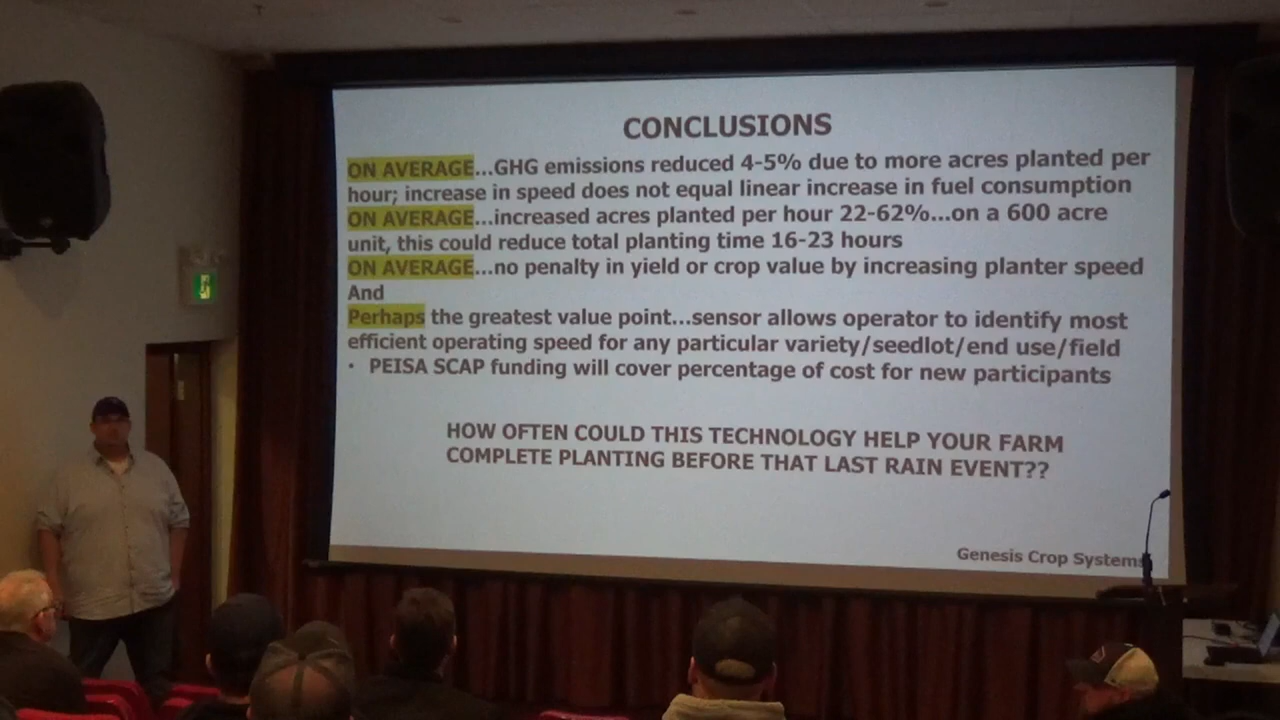 CONCLUSIONS
ON AVERAGE...GHG emissions reduced 4-5% due to more acres planted per
hour; increase in speed does not equal linear increase in fuel consumption
ON AVERAGE...increased acres planted per hour 22-62%...on a 600 acre
unit, this could reduce total planting time 16-23 hours
ON AVERAGE...no penalty in yield or crop value by increasing planter speed
And
Perhaps the greatest value point...sensor allows operator to identify most
efficient operating speed for any particular variety/seedlot/end use/field
· PEISA SCAP funding will cover percentage of cost for new participants
HOW OFTEN COULD THIS TECHNOLOGY HELP YOUR FARM
COMPLETE PLANTING BEFORE THAT LAST RAIN EVENT??
Genesis Crop Systems